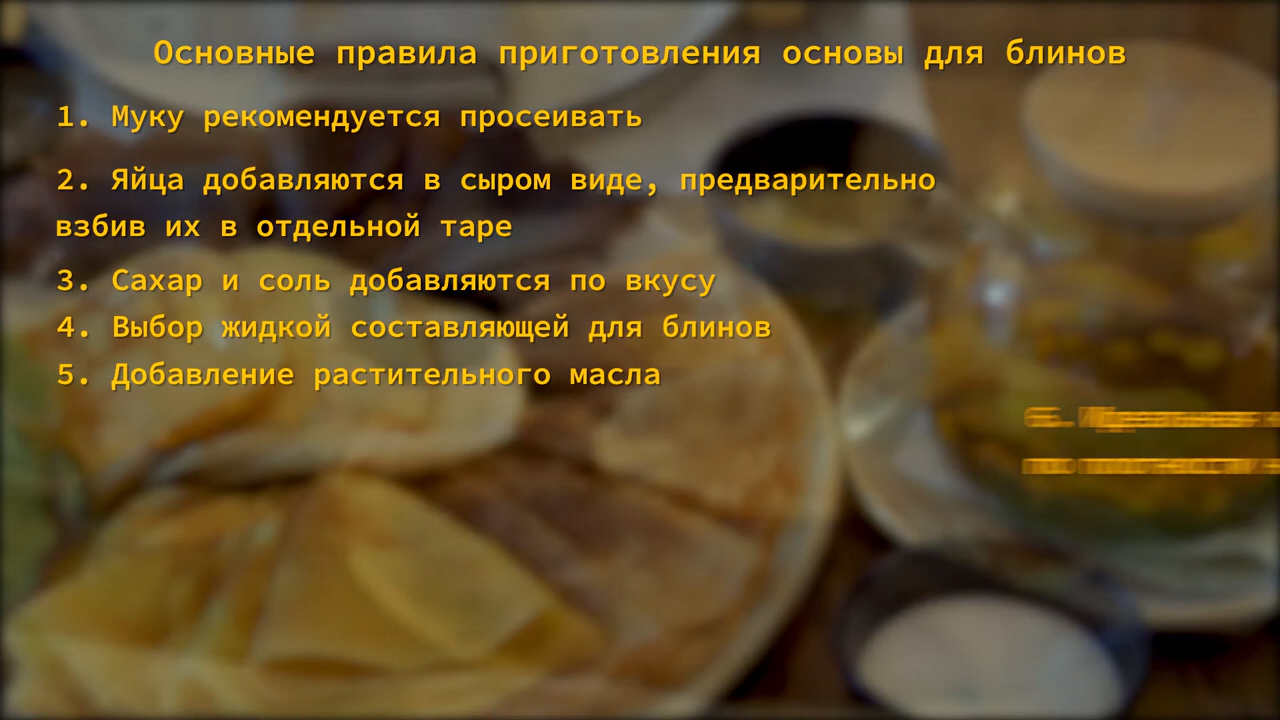 Основные правила приготовления основы для блинов
1. Муку рекомендуется просеивать
2. Яйца добавляются в сыром виде, предварительно
взбив их в отдельной таре
3. Сахар и соль добавляются по вкусу
4. Выбор жидкой составляющей для блинов
5. Добавление растительного масла
6.